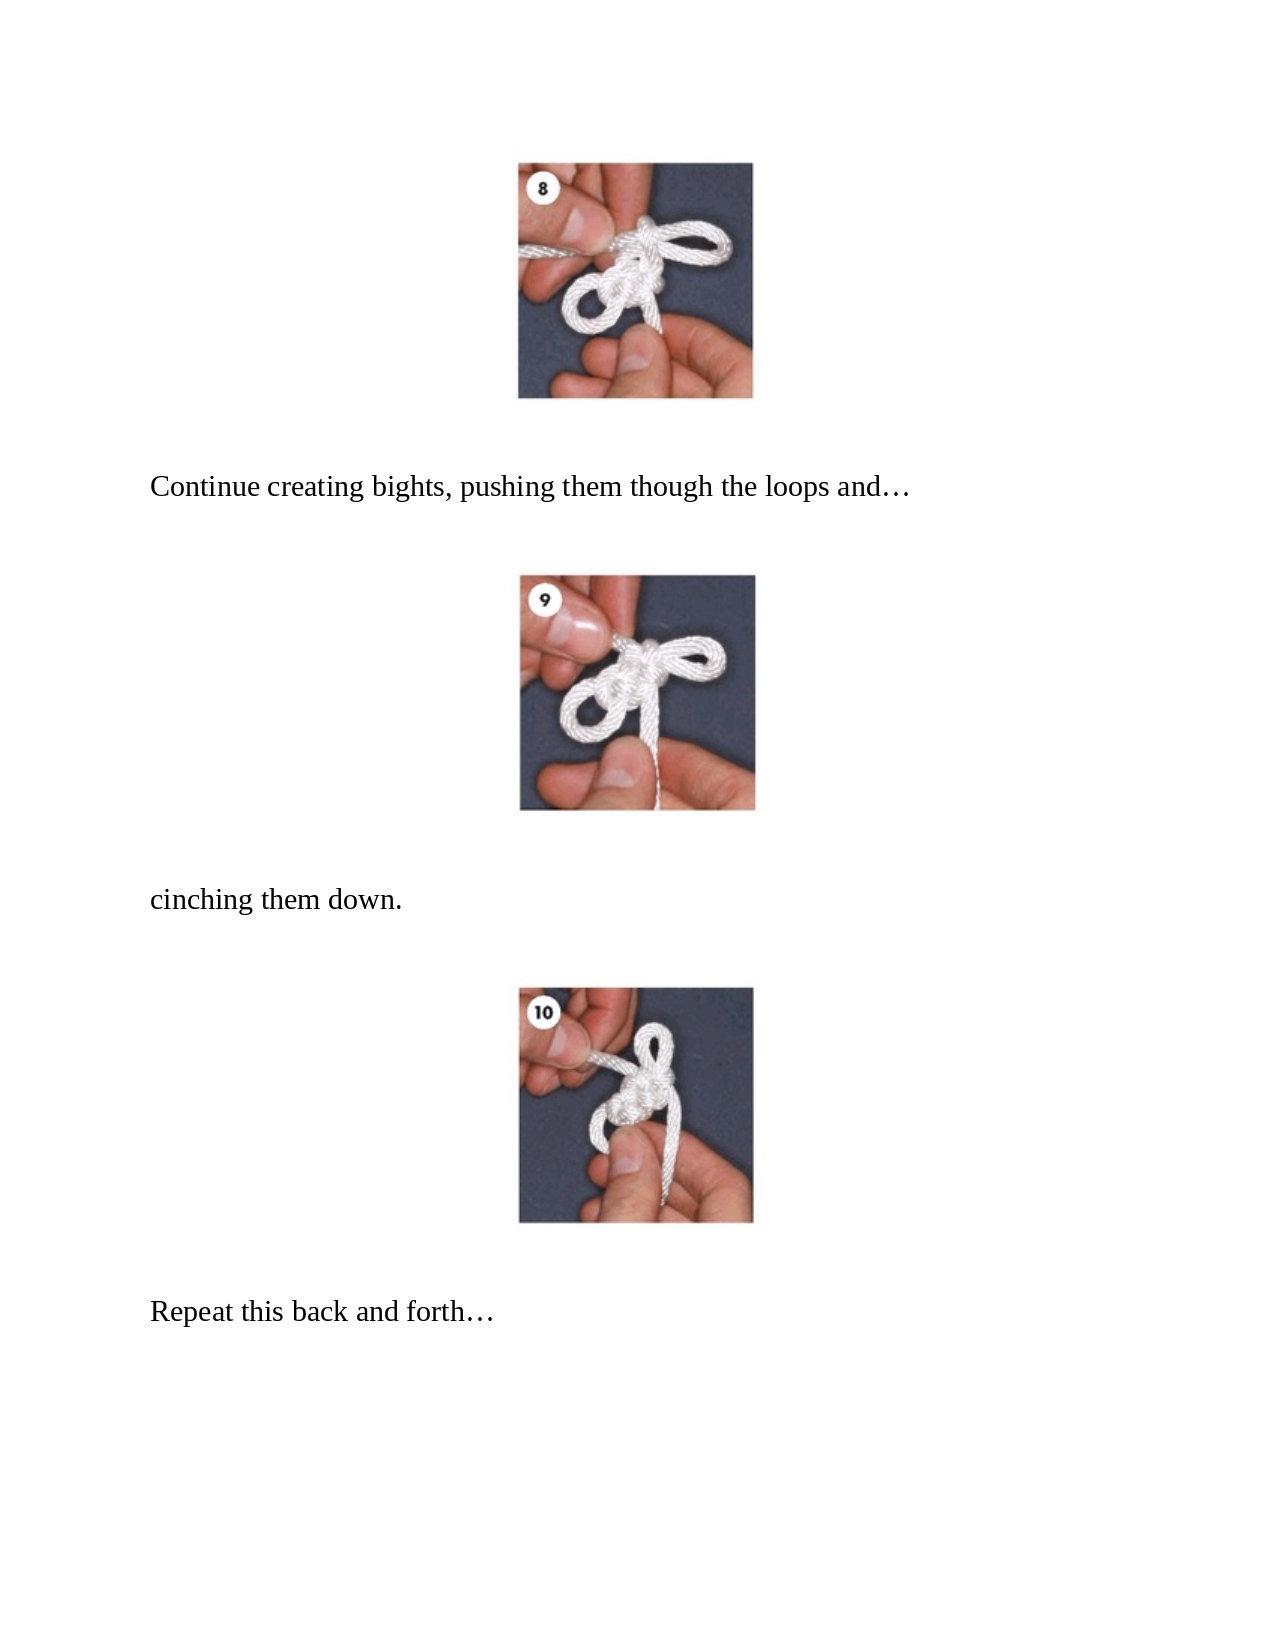 8
Continue creating bights, pushing them though the loops and…
9
cinching them down.
10
Repeat this back and forth…